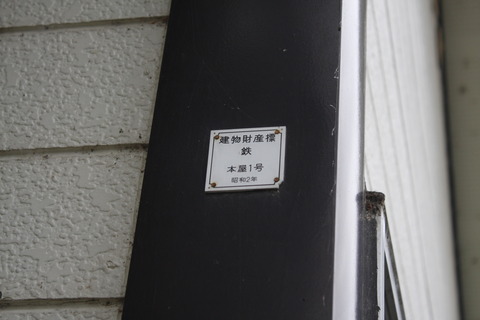 建物財産標
鉄
本屋1号
昭和2年